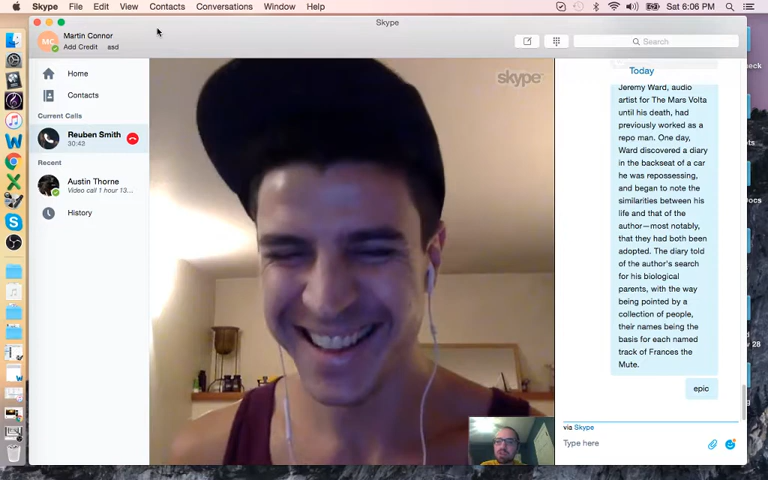 Skype File Edit View Contacts Conversations Window Help
Sat 6:06 PM
Skype
MC Martin Connor
Add Credit asd
Search
Home
Contacts
Current Calls
Reuben Smith
30:43
Recent
Austin Thorne
Video call 1 hour 13...
History
skype
Today
Jeremy Ward, audio
artist for The Mars Volta
until his death, had
previously worked as a
repo man. One day,
Ward discovered a diary
in the backseat of a car
he was repossessing,
and began to note the
similarities between his
life and that of the
author—most notably,
that they had both been
adopted. The diary told
of the author's search
for his biological
parents, with the way
being pointed by a
collection of people,
their names being the
basis for each named
track of Frances the
Mute.
epic
via Skype
Type here